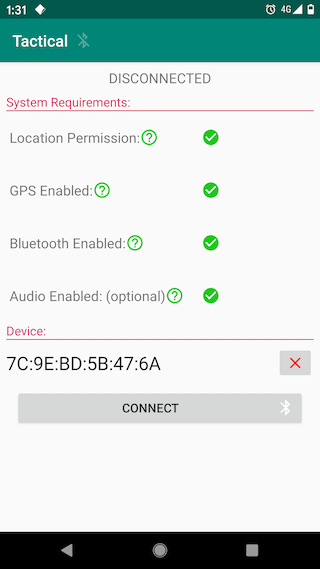 1:31
4G
Tactical
DISCONNECTED
System Requirements:
Location Permission:
GPS Enabled:
Bluetooth Enabled:
Audio Enabled: (optional)
Device:
7C:9E:BD:5B:47:6A
CONNECT